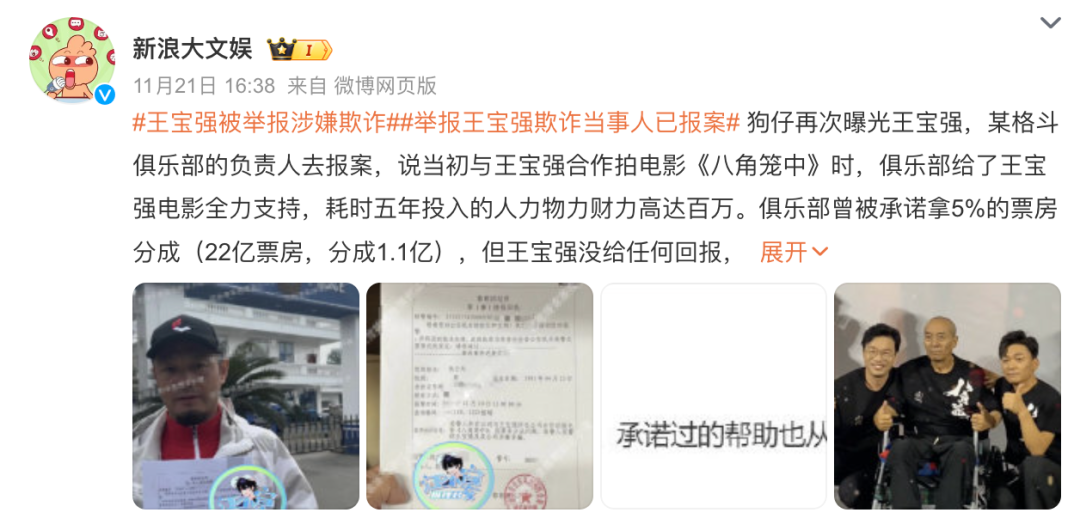 新浪大文娱
11月21日 16:38 来自 微博网页版
#王宝强被举报涉嫌欺诈##举报王宝强欺诈当事人已报案# 狗仔再次曝光王宝强，某格斗
俱乐部的负责人去报案，说当初与王宝强合作拍电影《八角笼中》时，俱乐部给了王宝
强电影全力支持，耗时五年投入的人力物力财力高达百万。俱乐部曾被承诺拿5%的票房
分成（22亿票房，分成1.1亿），但王宝强没给任何回报， 展开
承诺过的帮助也从